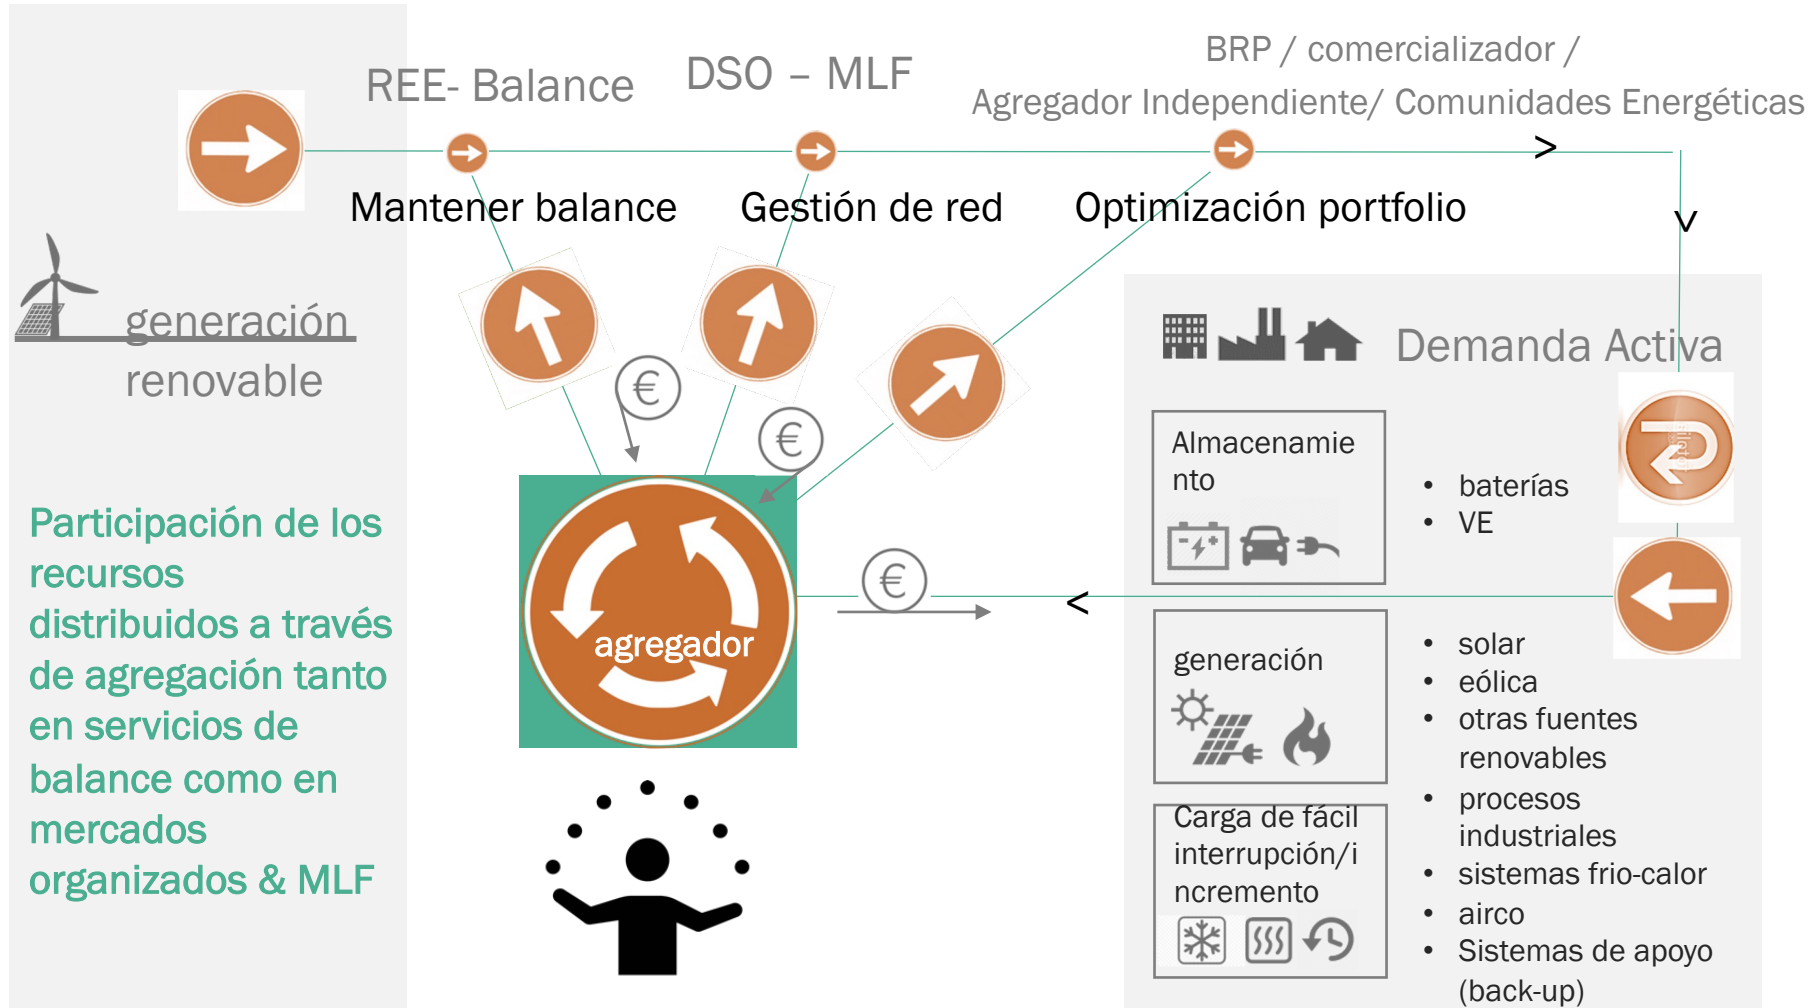 REE- Balance
DSO – MLF
BRP / comercializador /
Agregador Independiente/ Comunidades Energéticas
>
Mantener balance
Gestión de red
Optimización portfolio
>
generación
renovable
Participación de los
recursos
distribuidos a través
de agregación tanto
en servicios de
balance como en
mercados
organizados & MLF
€
€
€
agregador
<
Demanda Activa
Almacenamie
nto
• baterías
• VE
generación
• solar
• eólica
• otras fuentes
renovables
• procesos
industriales
• sistemas frio-calor
• airco
• Sistemas de apoyo
(back-up)
Carga de fácil
interrupción/i
ncremento